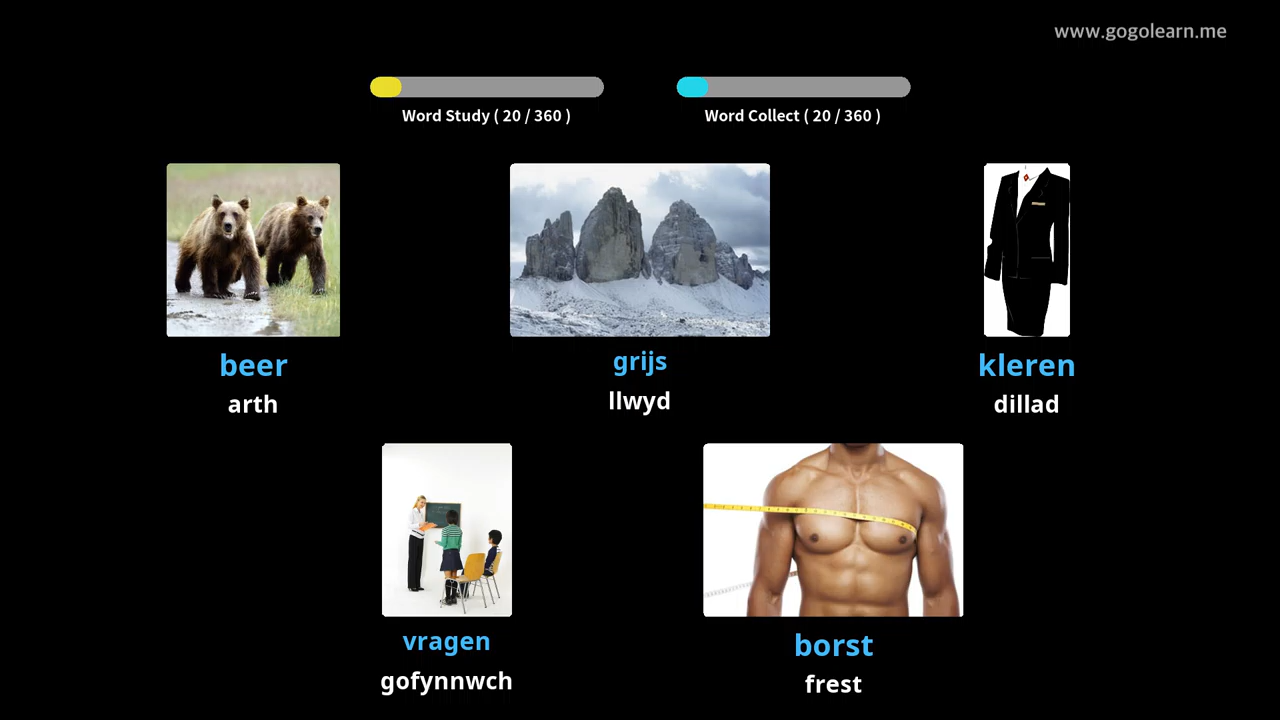 www.gogolearn.me
Word Study ( 20 / 360 )
Word Collect ( 20 / 360 )
beer
arth
grijs
llwyd
kleren
dillad
vragen
gofynnwch
borst
frest